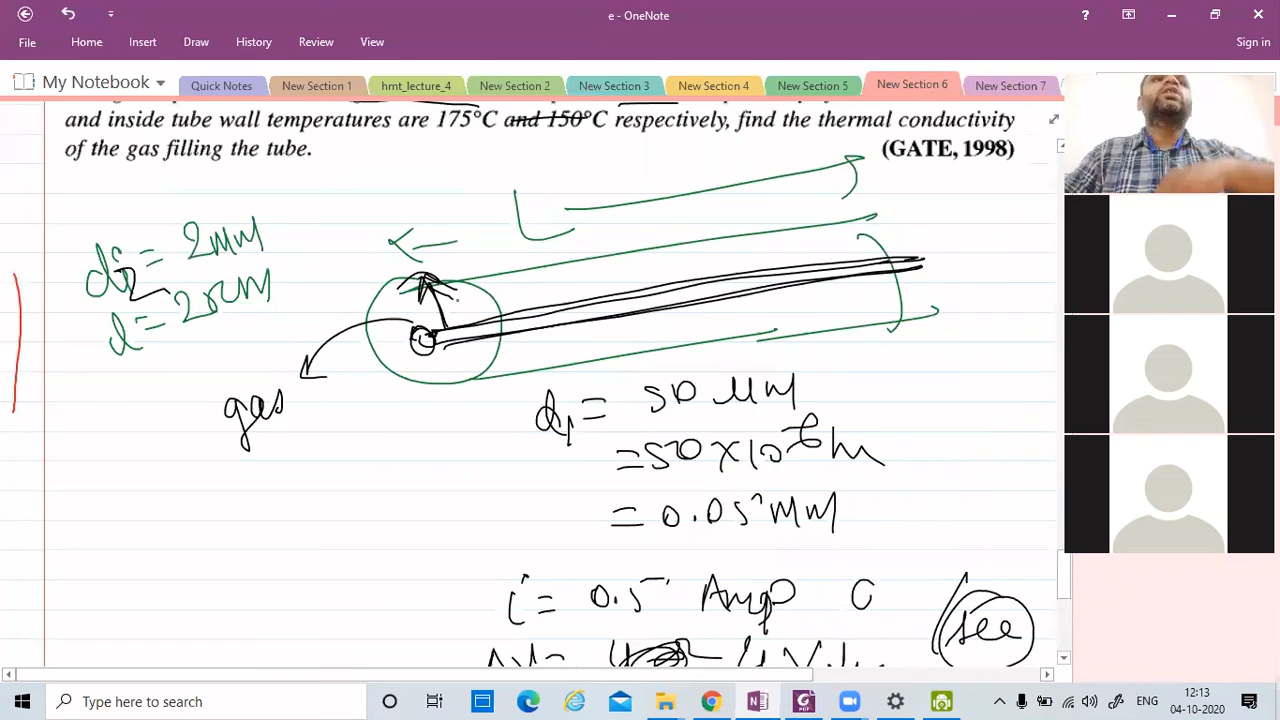 e - OneNote
Sign in
File Home Insert Draw History Review View
My Notebook
Quick Notes New Section 1 hmt_lecture_4 New Section 2 New Section 3 New Section 4 New Section 5 New Section 6 New Section 7
and inside tube wall temperatures are 175°C and 150°C respectively, find the thermal conductivity
of the gas filling the tube. (GATE, 1998)
L
= 2mm
gas
d1 = 50 μm
= 50 × 10-6 m
= 0.05 mm
i = 0.5 Amp
see
Type here to search
ENG
2:13
04-10-2020